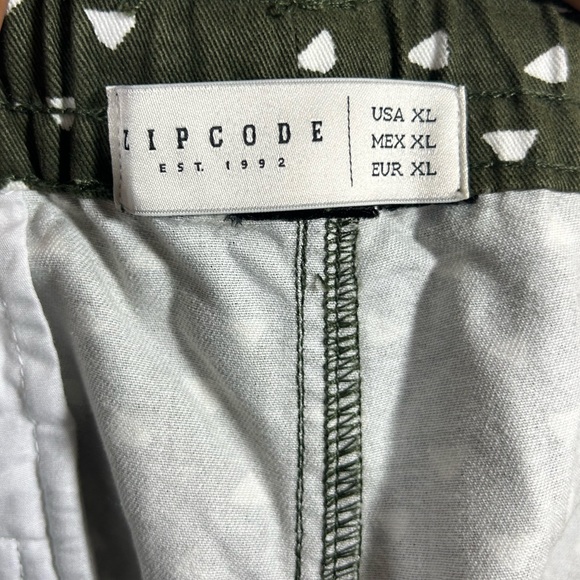 ZIPCODE
EST. 1992
USA XL
MEX XL
EUR XL